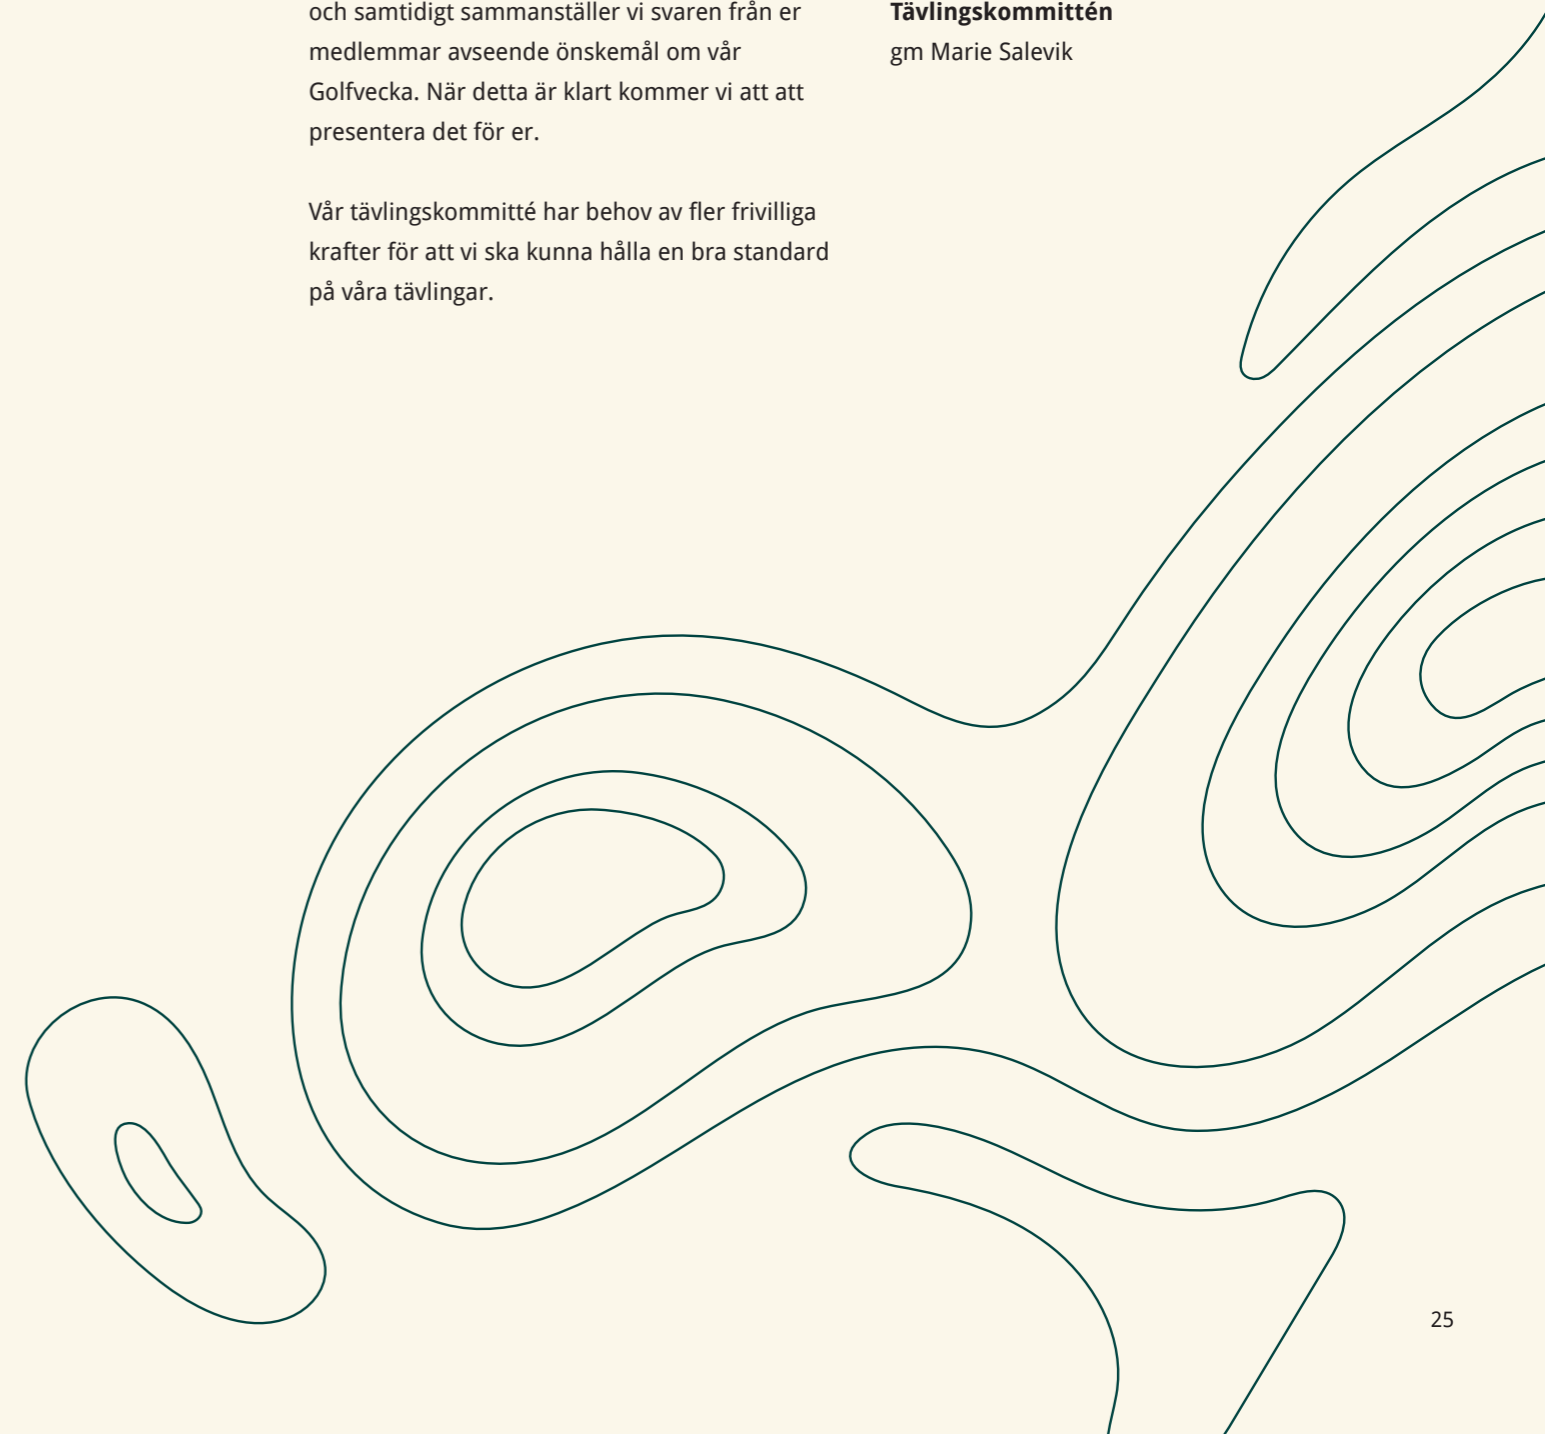 och samtidigt sammanställer vi svaren från er
medlemmar avseende önskemål om vår
Golfvecka. När detta är klart kommer vi att att
presentera det för er.
Vår tävlingskommitté har behov av fler frivilliga
krafter för att vi ska kunna hålla en bra standard
på våra tävlingar.
Tävlingskommittén
gm Marie Salevik
25